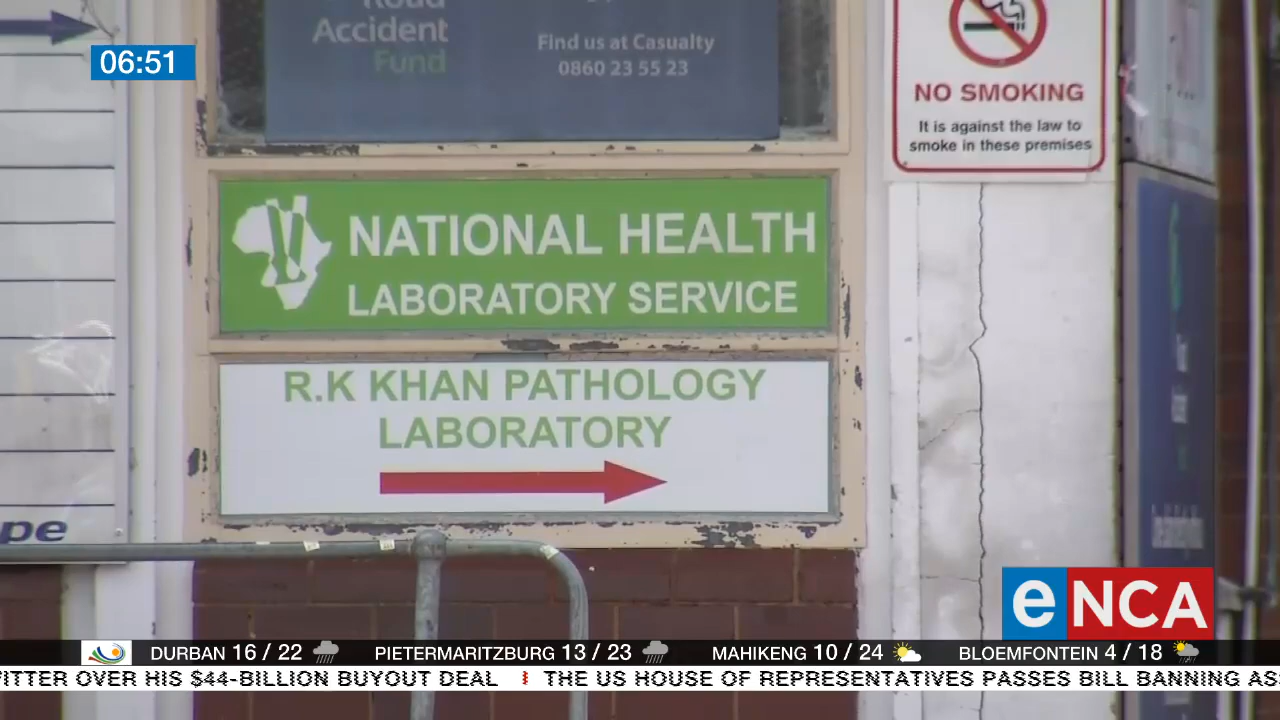 Road
Accident
Fund
Find us at Casualty
0860 23 55 23
06:51
NO SMOKING
It is against the law to
smoke in these premises
NATIONAL HEALTH
LABORATORY SERVICE
R.K KHAN PATHOLOGY
LABORATORY
pe
eNCA
DURBAN 16 / 22 PIETERMARITZBURG 13 / 23 MAHIKENG 10 / 24 BLOEMFONTEIN 4 / 18
ITTER OVER HIS $44-BILLION BUYOUT DEAL THE US HOUSE OF REPRESENTATIVES PASSES BILL BANNING AS